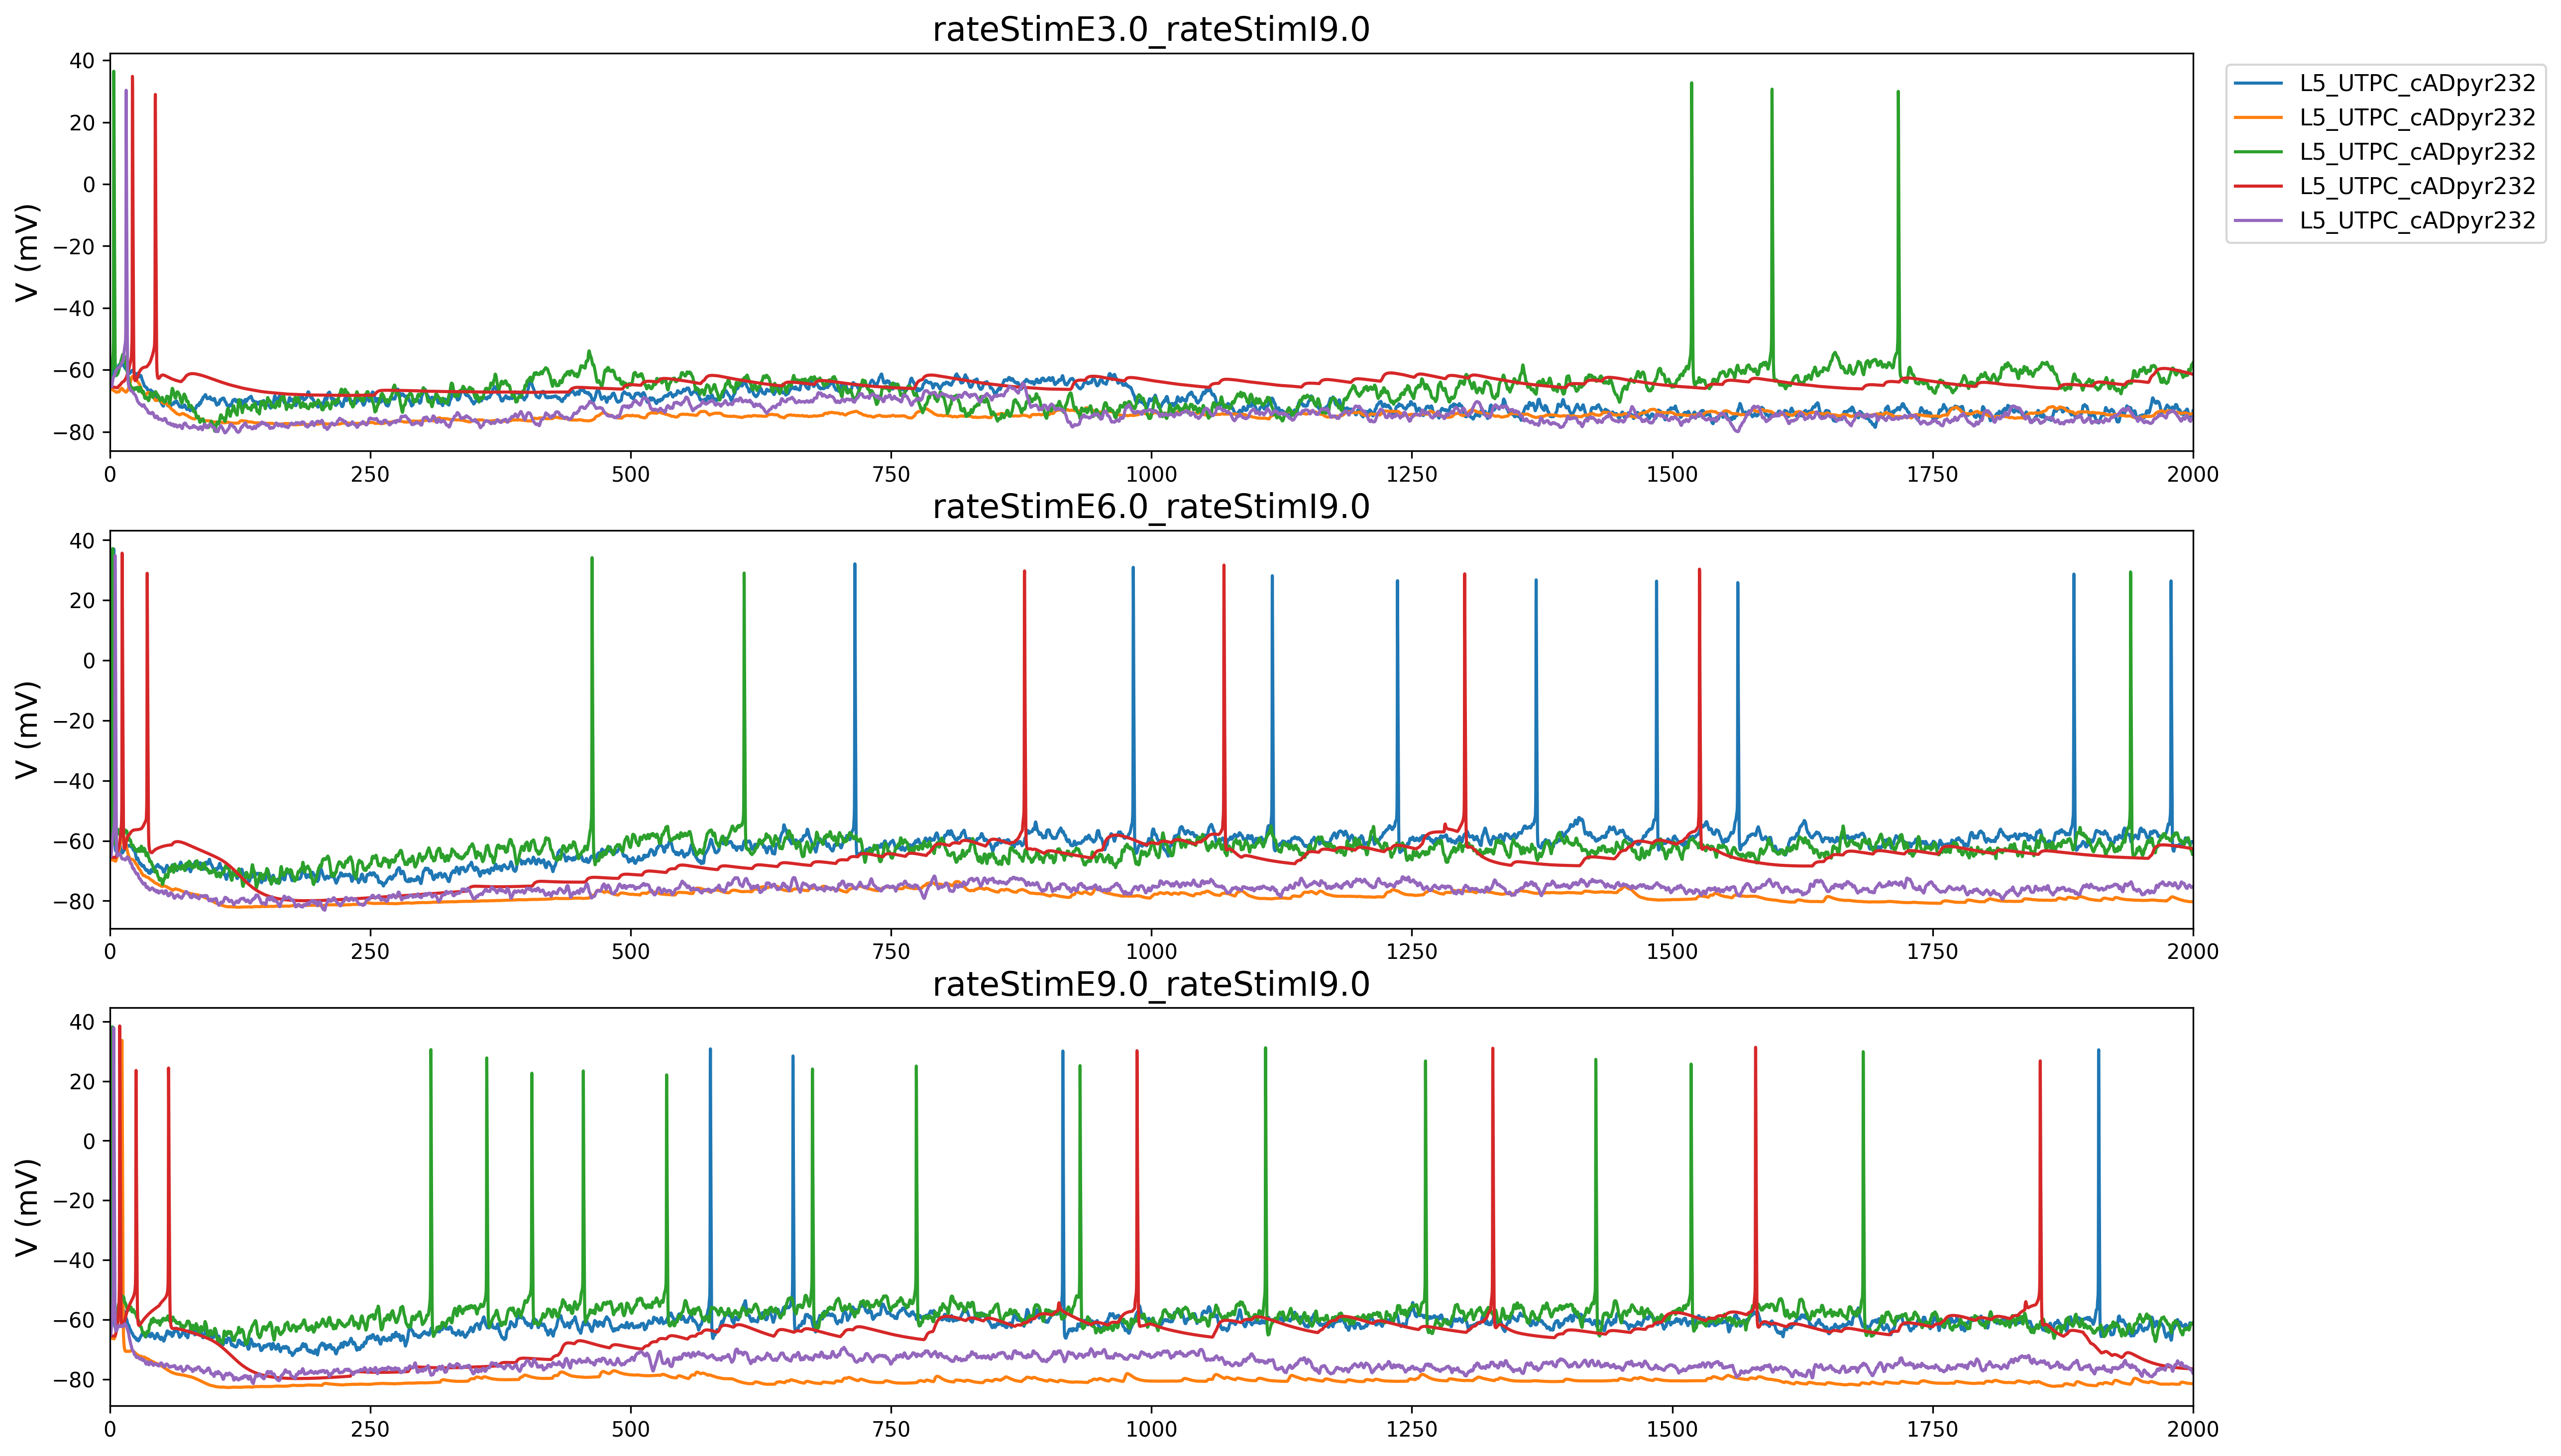 rateStimE3.0_rateStimI9.0
40
20
0
−20
−40
−60
−80
V (mV)
0 250 500 750 1000 1250 1500 1750 2000
L5_UTPC_cADpyr232
L5_UTPC_cADpyr232
L5_UTPC_cADpyr232
L5_UTPC_cADpyr232
L5_UTPC_cADpyr232
rateStimE6.0_rateStimI9.0
40
20
0
−20
−40
−60
−80
V (mV)
0 250 500 750 1000 1250 1500 1750 2000
rateStimE9.0_rateStimI9.0
40
20
0
−20
−40
−60
−80
V (mV)
0 250 500 750 1000 1250 1500 1750 2000